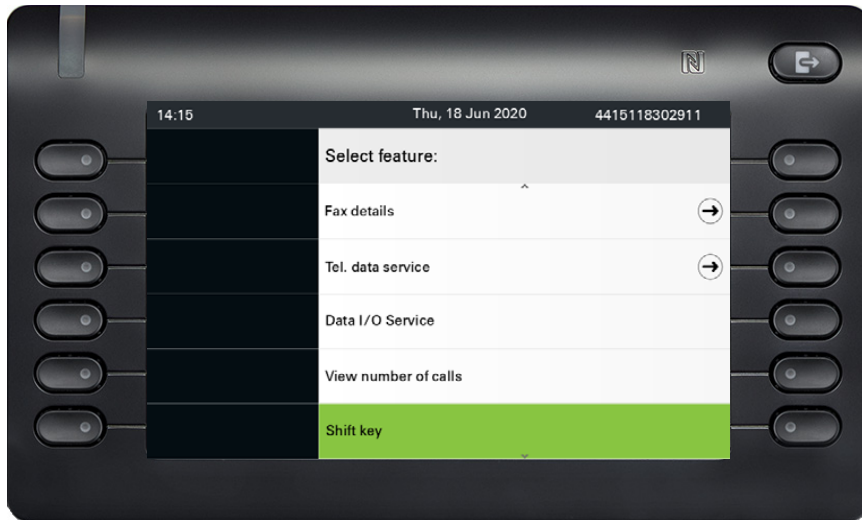 14:15 Thu, 18 Jun 2020 4415118302911
Select feature:
Fax details
Tel. data service
Data I/O Service
View number of calls
Shift key